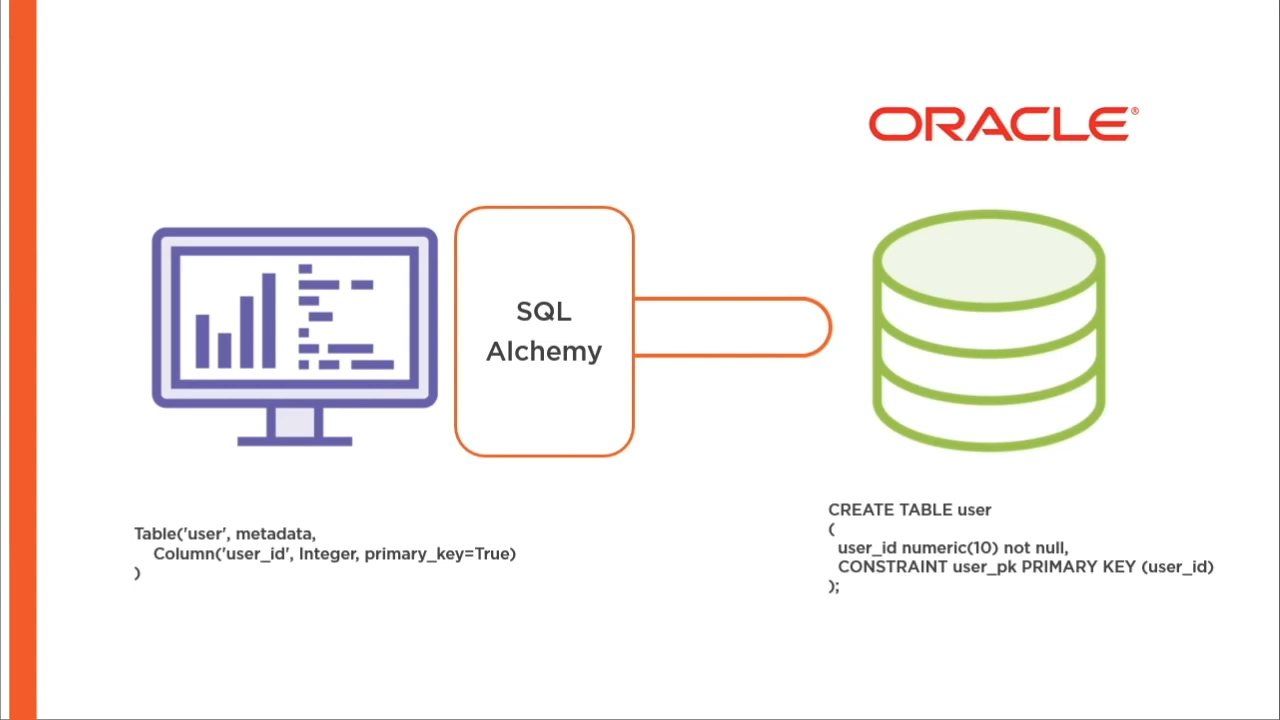 ORACLE®
SQL
Alchemy
Table('user', metadata,
Column('user_id', Integer, primary_key=True)
)
CREATE TABLE user
(
user_id numeric(10) not null,
CONSTRAINT user_pk PRIMARY KEY (user_id)
);